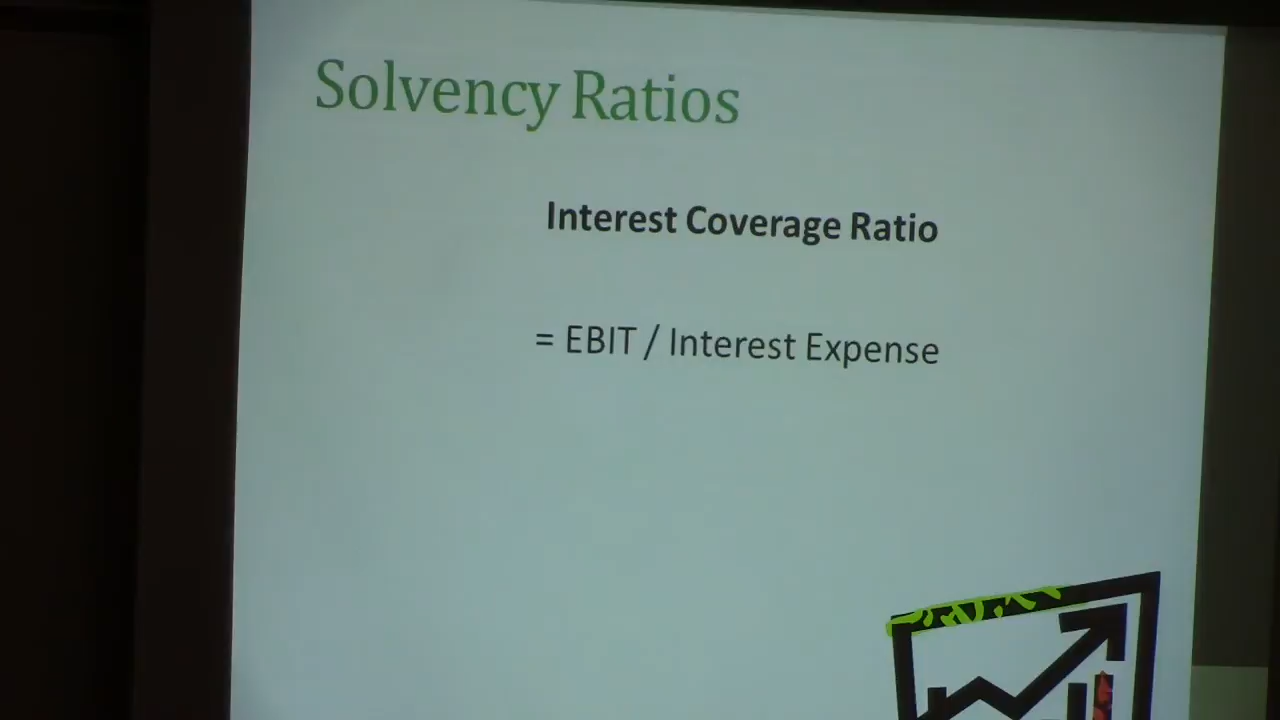 Solvency Ratios
Interest Coverage Ratio
= EBIT / Interest Expense